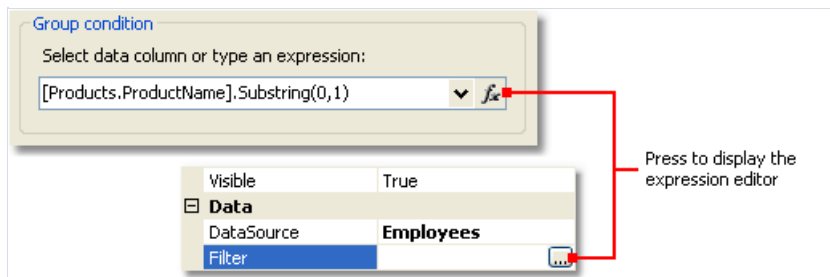 Group condition
Select data column or type an expression:
[Products.ProductName].Substring(0,1)
fx
Press to display the
expression editor
Visible True
Data
DataSource Employees
Filter ...